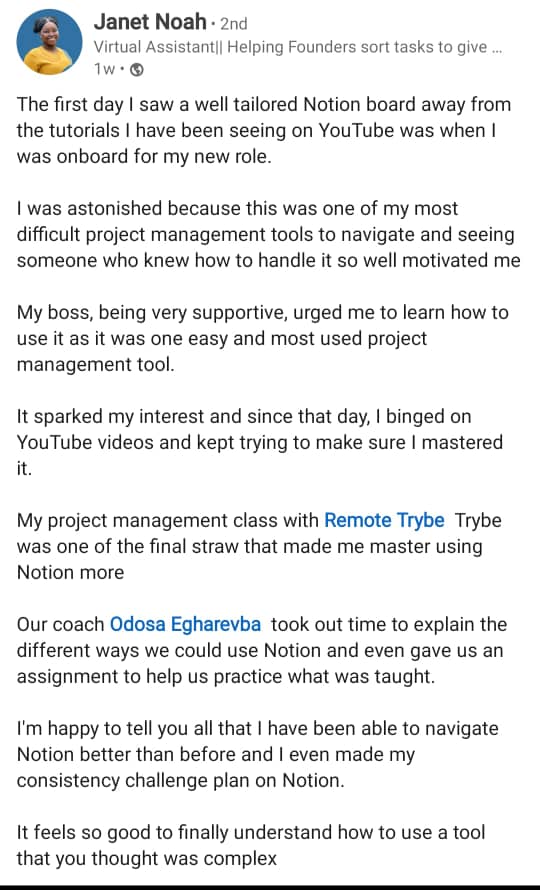 Janet Noah · 2nd
Virtual Assistant|| Helping Founders sort tasks to give ...
1w ·
The first day I saw a well tailored Notion board away from
the tutorials I have been seeing on YouTube was when I
was onboard for my new role.
I was astonished because this was one of my most
difficult project management tools to navigate and seeing
someone who knew how to handle it so well motivated me
My boss, being very supportive, urged me to learn how to
use it as it was one easy and most used project
management tool.
It sparked my interest and since that day, I binged on
YouTube videos and kept trying to make sure I mastered
it.
My project management class with Remote Trybe Trybe
was one of the final straw that made me master using
Notion more
Our coach Odosa Egharevba took out time to explain the
different ways we could use Notion and even gave us an
assignment to help us practice what was taught.
I'm happy to tell you all that I have been able to navigate
Notion better than before and I even made my
consistency challenge plan on Notion.
It feels so good to finally understand how to use a tool
that you thought was complex